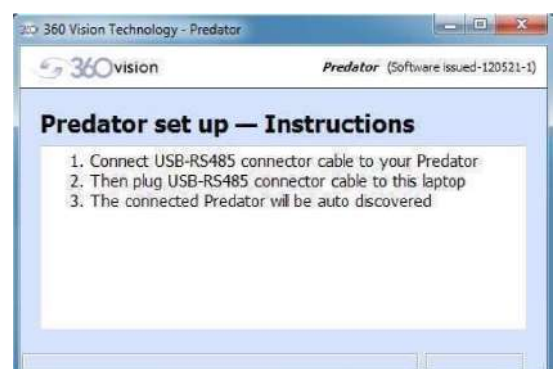 360 Vision Technology - Predator
360 vision
Predator (Software issued-120521-1)
Predator set up — Instructions
1. Connect USB-RS485 connector cable to your Predator
2. Then plug USB-RS485 connector cable to this laptop
3. The connected Predator will be auto discovered